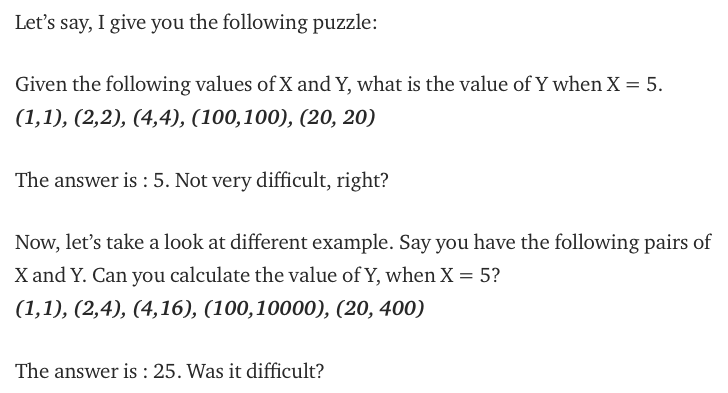 Let’s say, I give you the following puzzle:
Given the following values of X and Y, what is the value of Y when X = 5.
(1,1), (2,2), (4,4), (100,100), (20, 20)
The answer is : 5. Not very difficult, right?
Now, let’s take a look at different example. Say you have the following pairs of
X and Y. Can you calculate the value of Y, when X = 5?
(1,1), (2,4), (4,16), (100,10000), (20, 400)
The answer is : 25. Was it difficult?